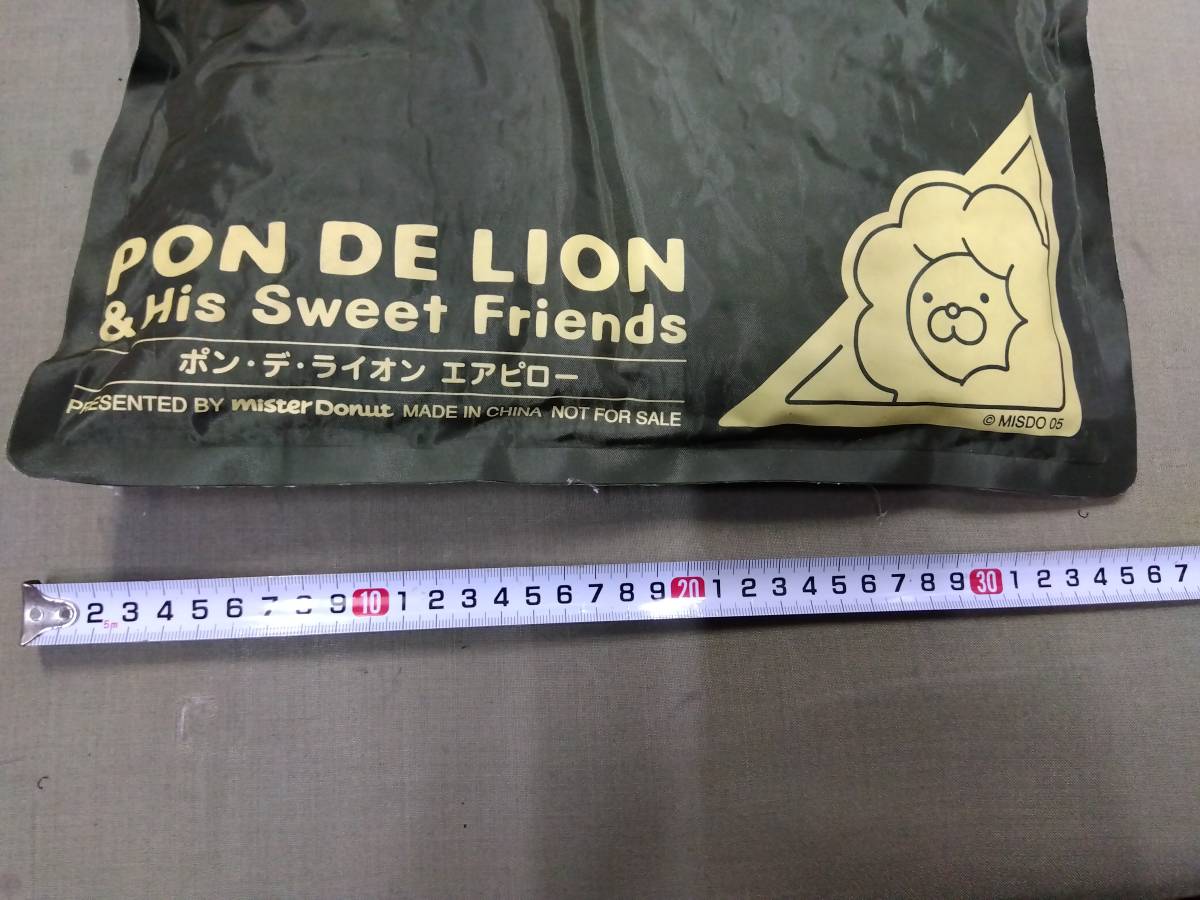 PON DE LION
& His Sweet Friends
ポン・デ・ライオン エアピロー
PRESENTED BY mister Donut MADE IN CHINA NOT FOR SALE
© MISDO 05
2 3 4 5 6 7 8 9 10 1 2 3 4 5 6 7 8 9 20 1 2 3 4 5 6 7 8 9 30 1 2 3 4 5 6 7
5m